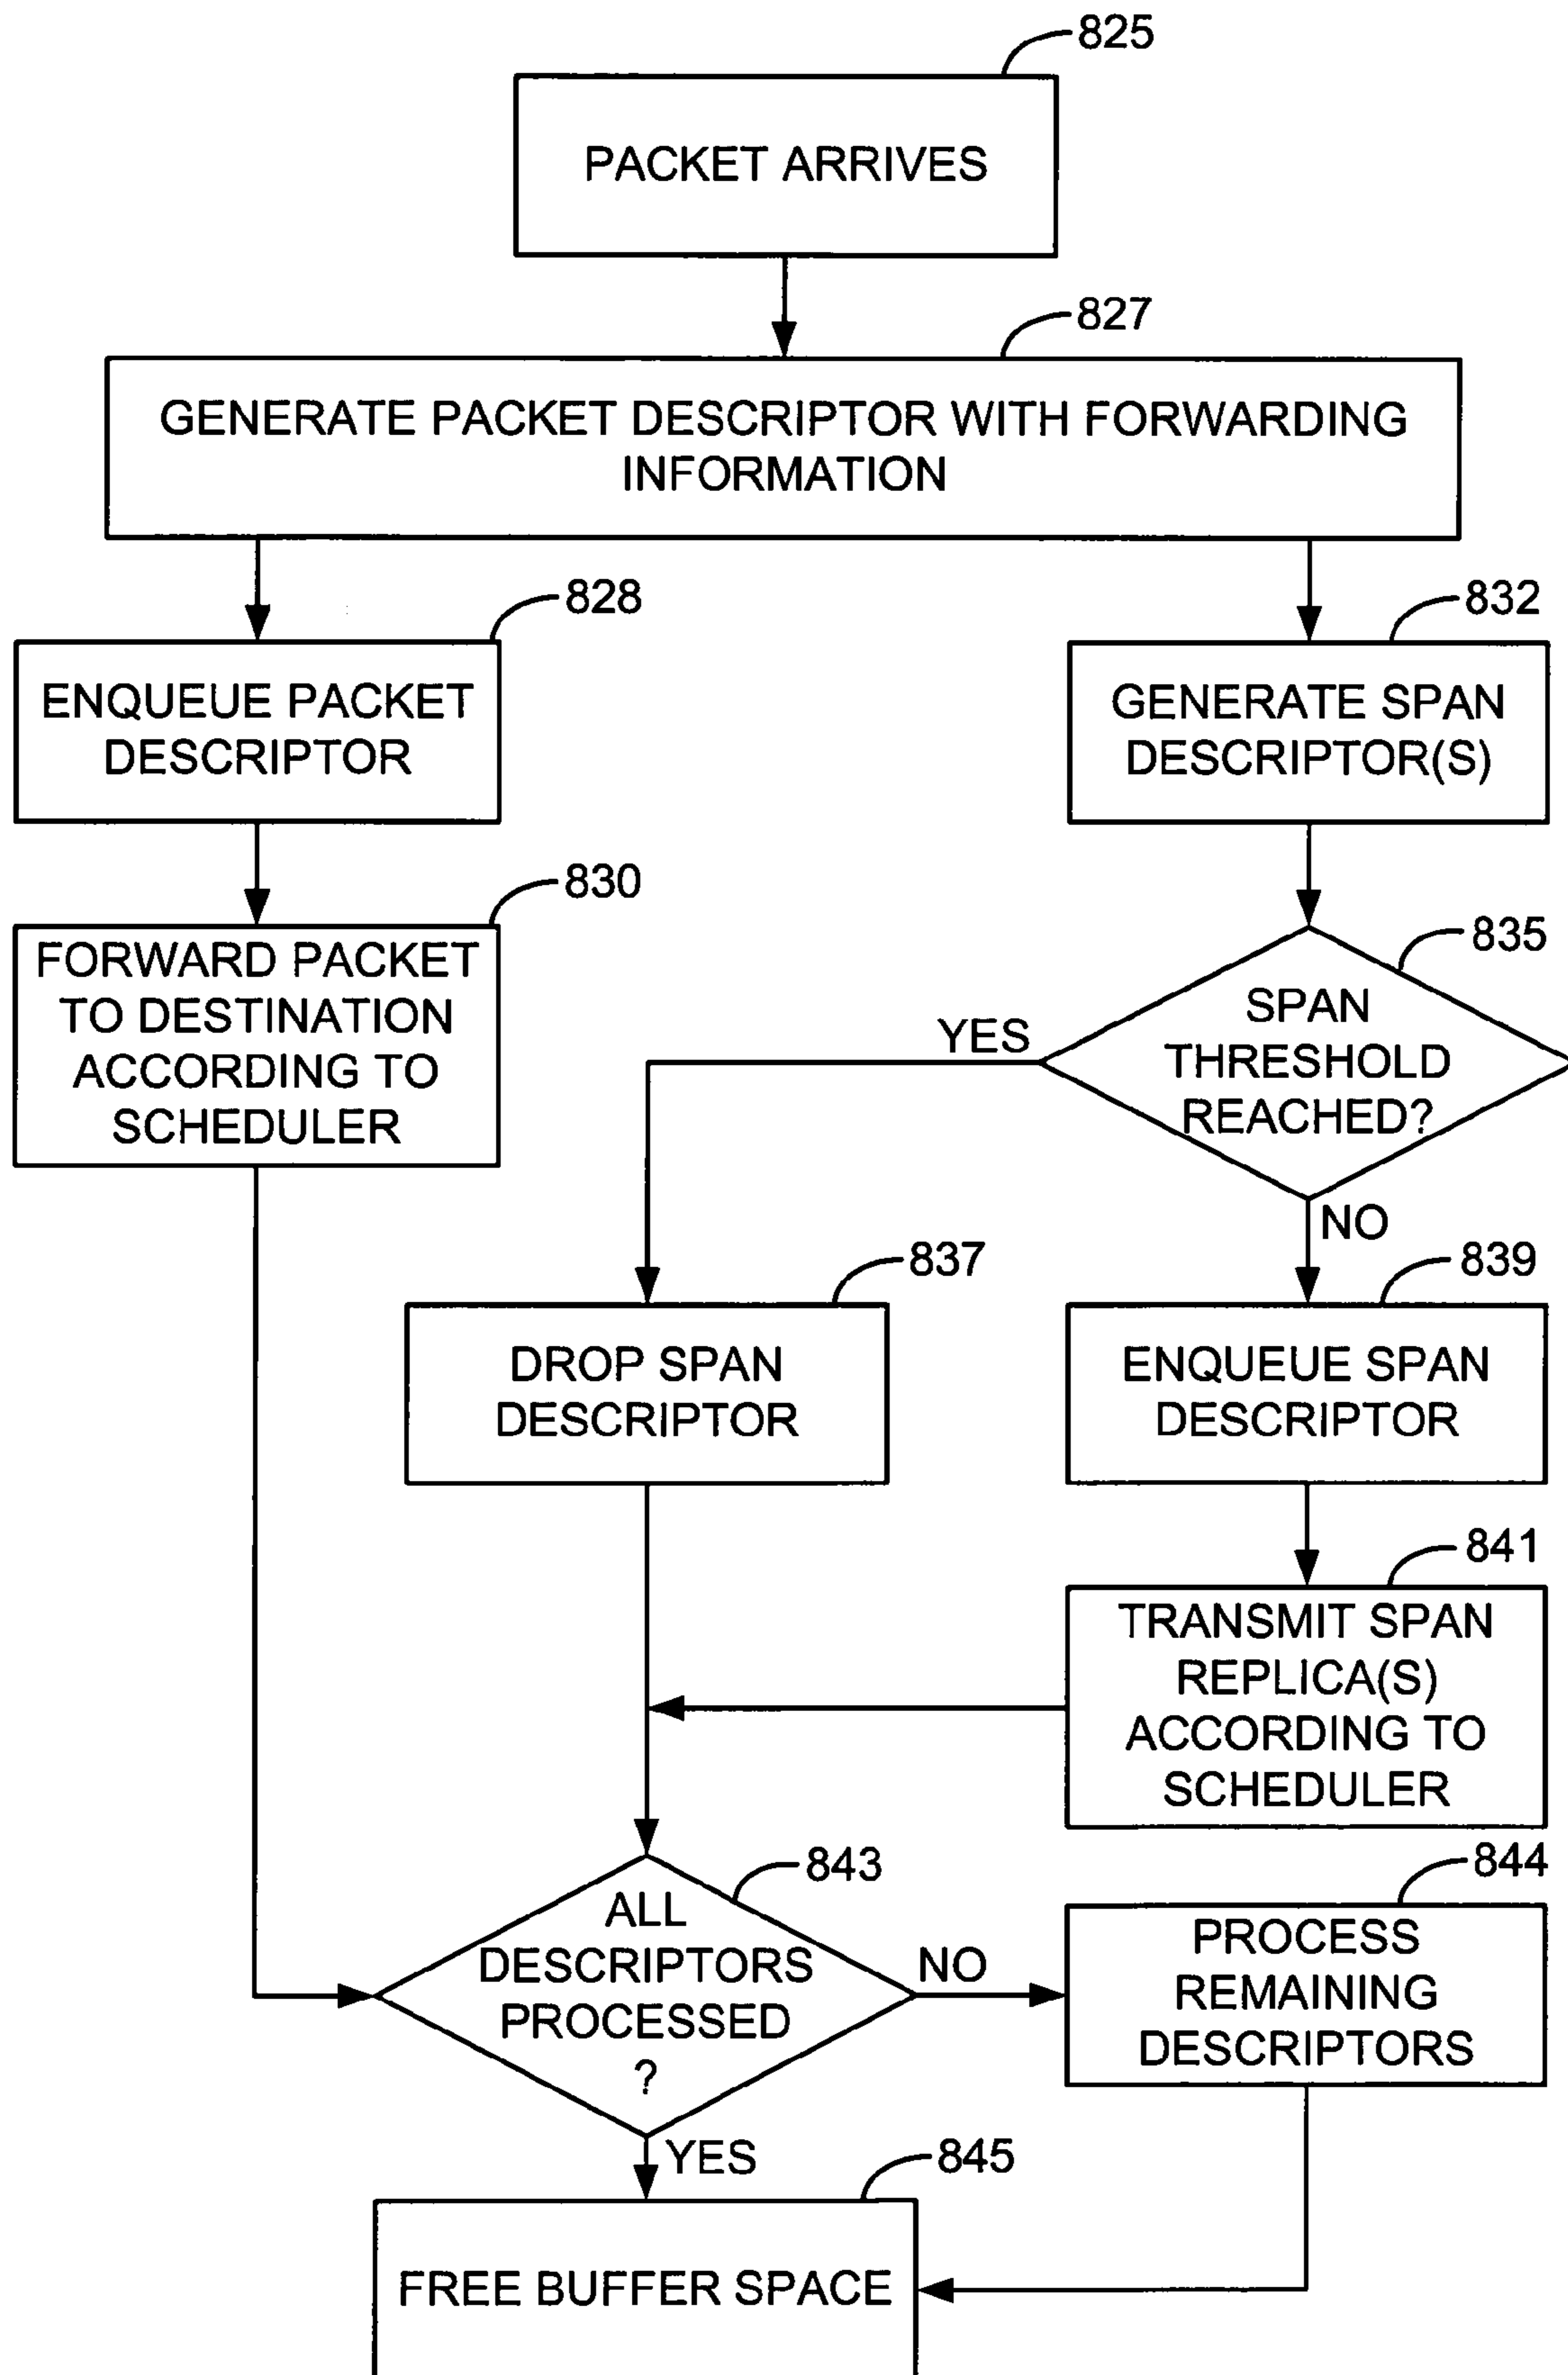 825
PACKET ARRIVES
827
GENERATE PACKET DESCRIPTOR WITH FORWARDING
INFORMATION
828
ENQUEUE PACKET
DESCRIPTOR
832
GENERATE SPAN
DESCRIPTOR(S)
830
FORWARD PACKET
TO DESTINATION
ACCORDING TO
SCHEDULER
835
SPAN
THRESHOLD
REACHED?
YES
NO
837
DROP SPAN
DESCRIPTOR
839
ENQUEUE SPAN
DESCRIPTOR
841
TRANSMIT SPAN
REPLICA(S)
ACCORDING TO
SCHEDULER
843
ALL
DESCRIPTORS
PROCESSED
?
NO
844
PROCESS
REMAINING
DESCRIPTORS
YES
845
FREE BUFFER SPACE